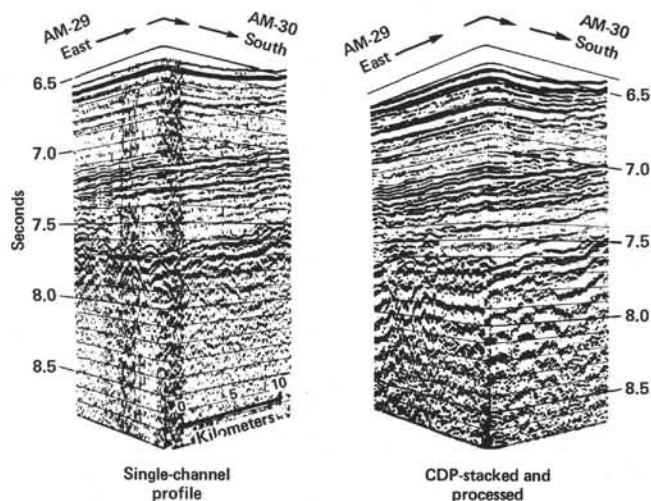 AM-29
East
AM-30
South
6.5
7.0
7.5
8.0
8.5
Seconds
0 5 10
Kilometers
Single-channel
profile
AM-29
East
AM-30
South
6.5
7.0
7.5
8.0
8.5
CDP-stacked and
processed